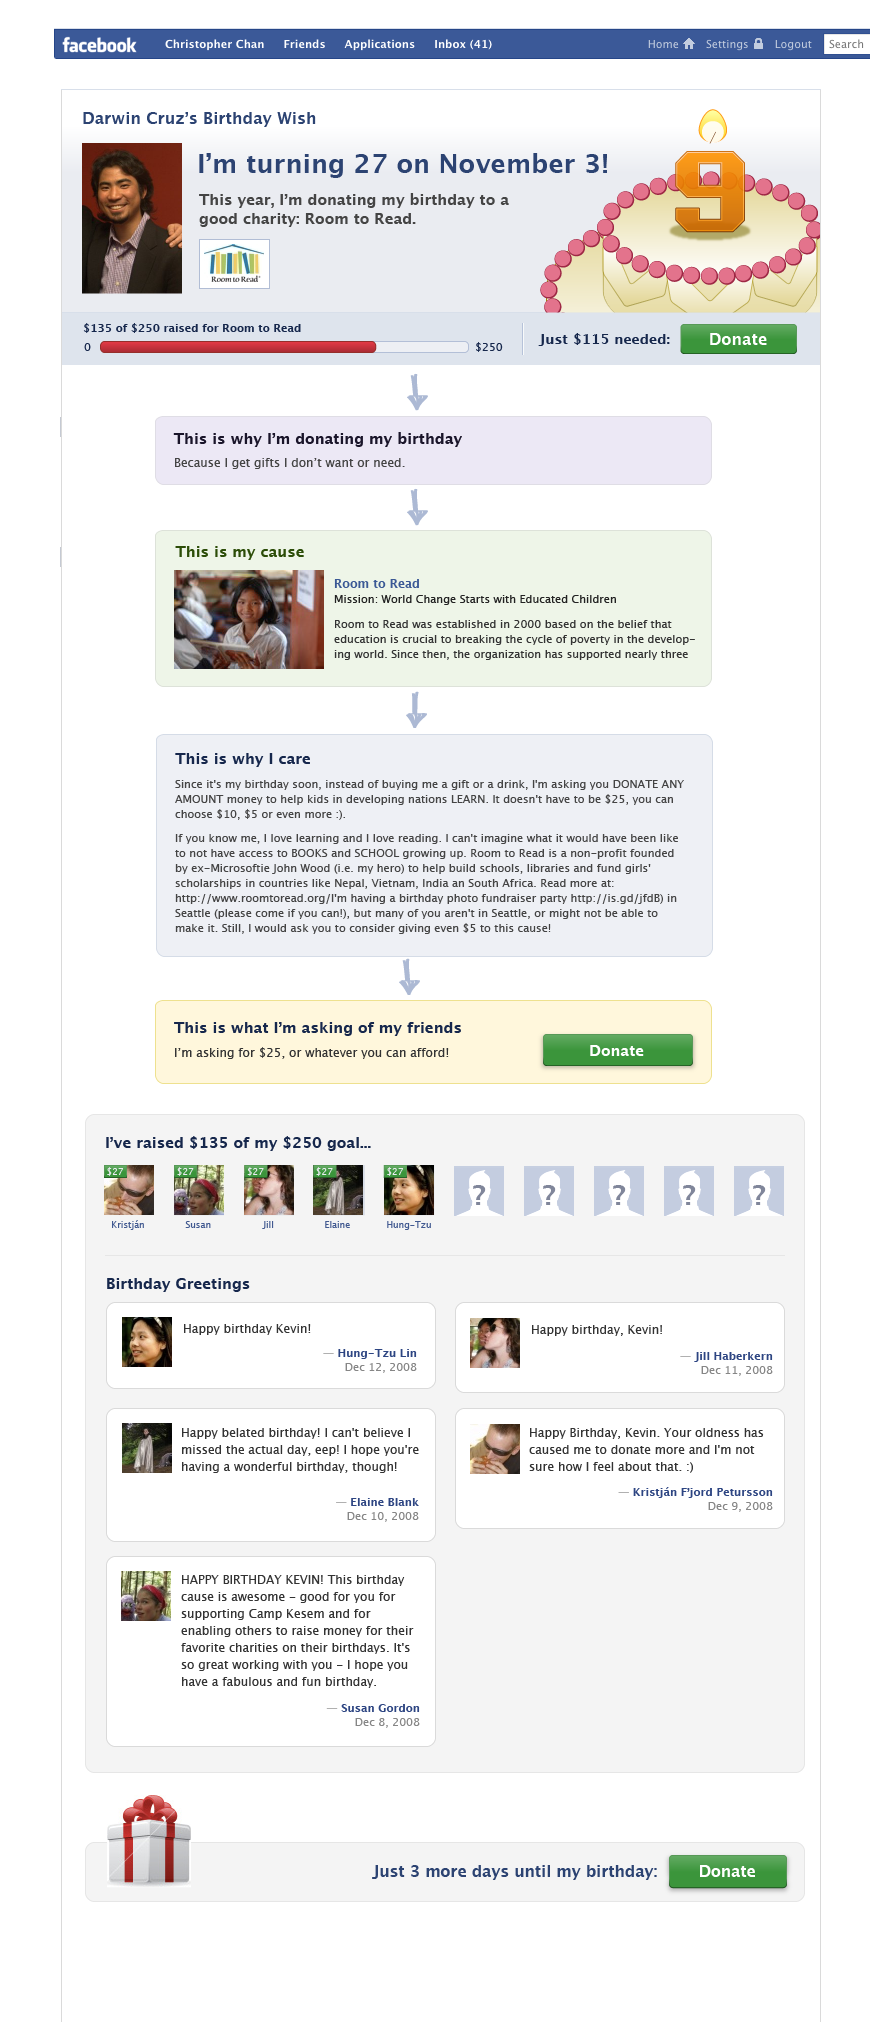 facebook Christopher Chan Friends Applications Inbox (41) Home Settings Logout Search
Darwin Cruz's Birthday Wish
I'm turning 27 on November 3!
This year, I'm donating my birthday to a
good charity: Room to Read.
Room to Read
9
$135 of $250 raised for Room to Read
0 $250
Just $115 needed: Donate
This is why I'm donating my birthday
Because I get gifts I don't want or need.
This is my cause
Room to Read
Mission: World Change Starts with Educated Children
Room to Read was established in 2000 based on the belief that
education is crucial to breaking the cycle of poverty in the develop-
ing world. Since then, the organization has supported nearly three
This is why I care
Since it's my birthday soon, instead of buying me a gift or a drink, I'm asking you DONATE ANY
AMOUNT money to help kids in developing nations LEARN. It doesn't have to be $25, you can
choose $10, $5 or even more :).
If you know me, I love learning and I love reading. I can't imagine what it would have been like
to not have access to BOOKS and SCHOOL growing up. Room to Read is a non-profit founded
by ex-Microsoftie John Wood (i.e. my hero) to help build schools, libraries and fund girls'
scholarships in countries like Nepal, Vietnam, India an South Africa. Read more at:
http://www.roomtoread.org/I'm having a birthday photo fundraiser party http://is.gd/jfdB) in
Seattle (please come if you can!), but many of you aren't in Seattle, or might not be able to
make it. Still, I would ask you to consider giving even $5 to this cause!
This is what I'm asking of my friends
I'm asking for $25, or whatever you can afford!
Donate
I've raised $135 of my $250 goal...
$27 $27 $27 $27 $27 ? ? ? ? ?
Kristján Susan Jill Elaine Hung-Tzu
Birthday Greetings
Happy birthday Kevin!
— Hung-Tzu Lin
Dec 12, 2008
Happy birthday, Kevin!
— Jill Haberkern
Dec 11, 2008
Happy belated birthday! I can't believe I
missed the actual day, eep! I hope you're
having a wonderful birthday, though!
— Elaine Blank
Dec 10, 2008
Happy Birthday, Kevin. Your oldness has
caused me to donate more and I'm not
sure how I feel about that. :)
— Kristján F'jord Petursson
Dec 9, 2008
HAPPY BIRTHDAY KEVIN! This birthday
cause is awesome - good for you for
supporting Camp Kesem and for
enabling others to raise money for their
favorite charities on their birthdays. It's
so great working with you - I hope you
have a fabulous and fun birthday.
— Susan Gordon
Dec 8, 2008
Just 3 more days until my birthday: Donate